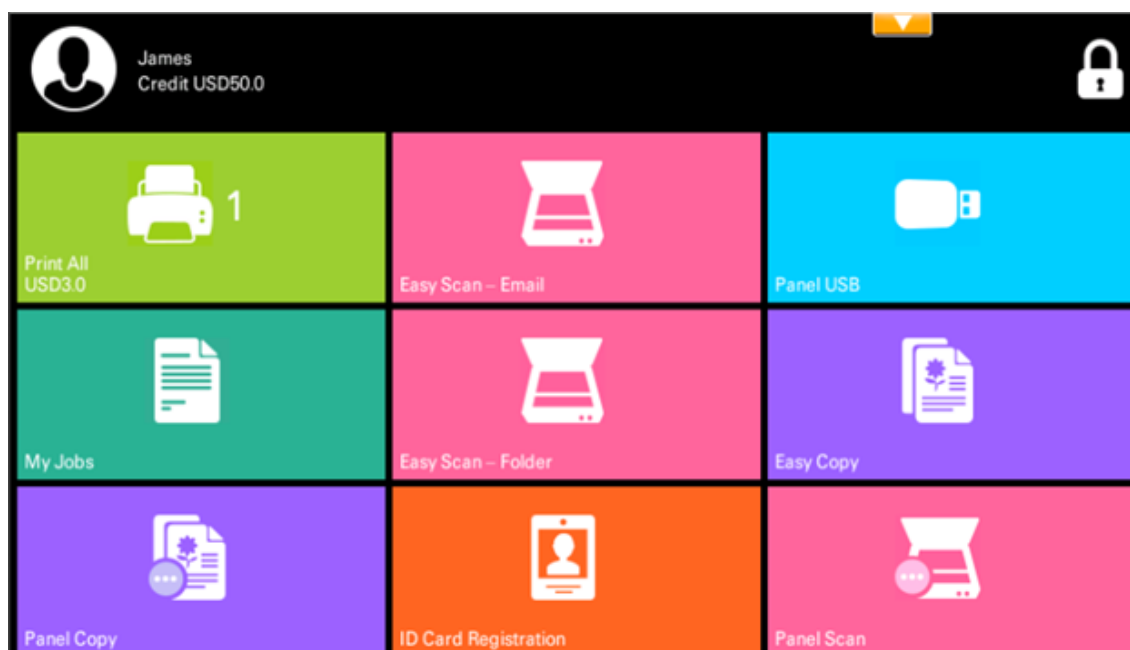 James
Credit USD50.0
1
Print All
USD3.0
Easy Scan – Email
Panel USB
My Jobs
Easy Scan – Folder
Easy Copy
Panel Copy
ID Card Registration
Panel Scan